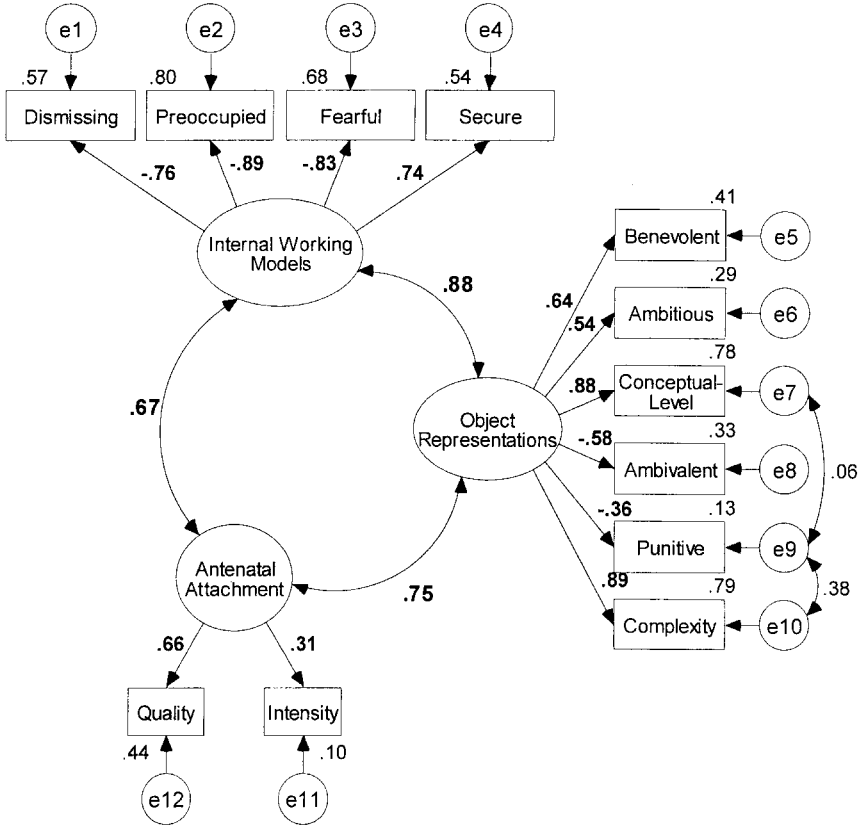 e1
e2
e3
e4
.57
.80
.68
.54
Dismissing
Preoccupied
Fearful
Secure
-.76
-.89
-.83
.74
Internal Working
Models
.88
.67
.41
Benevolent
e5
.64
.29
Ambitious
e6
.54
.78
Conceptual-
Level
e7
.88
Object
Representations
.33
Ambivalent
e8
-.58
.06
.13
Punitive
e9
-.36
.79
Complexity
e10
.89
.38
Antenatal
Attachment
.75
.66
.31
Quality
Intensity
.44
.10
e12
e11